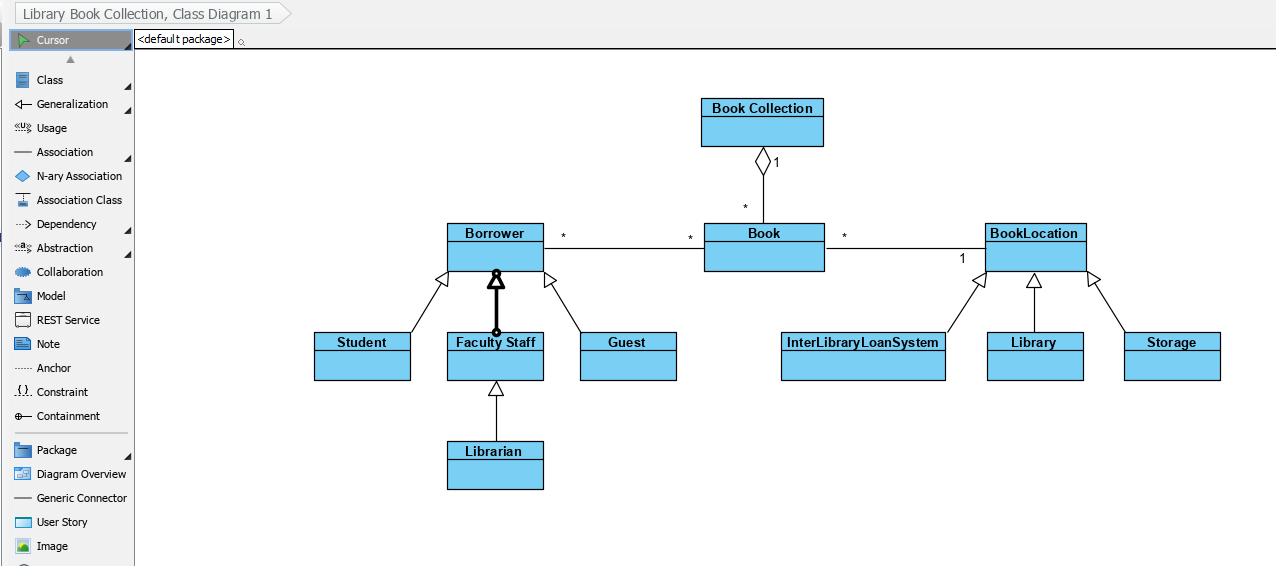 Library Book Collection, Class Diagram 1
Cursor
<default package>
Class
Generalization
Usage
Association
N-ary Association
Association Class
Dependency
Abstraction
Collaboration
Model
REST Service
Note
Anchor
Constraint
Containment
Package
Diagram Overview
Generic Connector
User Story
Image
Book Collection
1
*
Borrower
*
*
Book
*
1
BookLocation
Student
Faculty Staff
Guest
InterLibraryLoanSystem
Library
Storage
Librarian